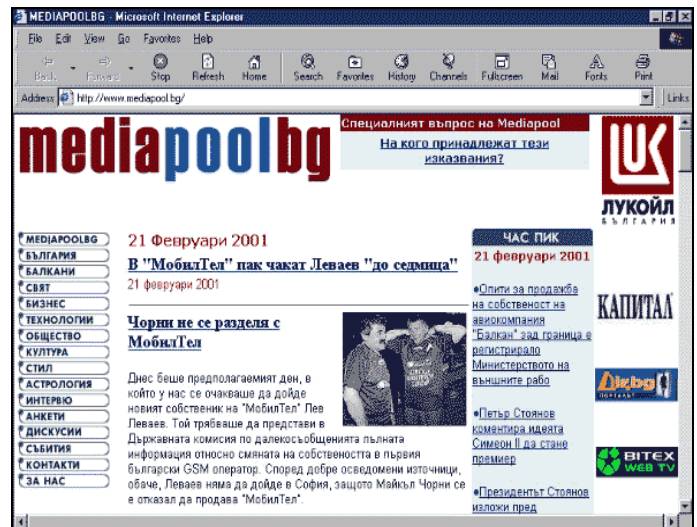 MEDIAPOOLBG - Microsoft Internet Explorer
File Edit View Go Favorites Help
Back Forward Stop Refresh Home Search Favorites History Channels Fullscreen Mail Fonts Print
Address http://www.mediapool.bg/ Links
mediapoolbg
Специалният въпрос на Mediapool
На кого принадлежат тези
изказвания?
ЛУКОЙЛ
БЪЛГАРИЯ
MEDIAPOOLBG
БЪЛГАРИЯ
БАЛКАНИ
СВЯТ
БИЗНЕС
ТЕХНОЛОГИИ
ОБЩЕСТВО
КУЛТУРА
СТИЛ
АСТРОЛОГИЯ
ИНТЕРВЮ
АНКЕТИ
ДИСКУСИИ
СЪБИТИЯ
КОНТАКТИ
ЗА НАС
21 Февруари 2001
В "МобилТел" пак чакат Леваев "до седмица"
21 февруари 2001
Чорни не се разделя с
МобилТел
Днес беше предполагаемият ден, в
който у нас се очакваше да дойде
новият собственик на "МобилТел" Лев
Леваев. Той трябваше да представи в
Държавната комисия по далекосъобщенията пълната
информация относно смяната на собствеността в първия
български GSM оператор. Според добре осведомени източници,
обаче, Леваев няма да дойде в София, защото Майкъл Чорни се
е отказал да продава "МобилТел".
ЧАС ПИК
21 февруари 2001
•Опити за продажба
на собственост на
авиокомпания
"Балкан" зад граница е
регистрирало
Министерството на
външните рабо
•Петър Стоянов
коментира идеята
Симеон II да стане
премиер
•Президентът Стоянов
изложи пред
КАПИТАЛ
Dir.bg
ПОРТАЛЪТ
BITEX
WEB TV